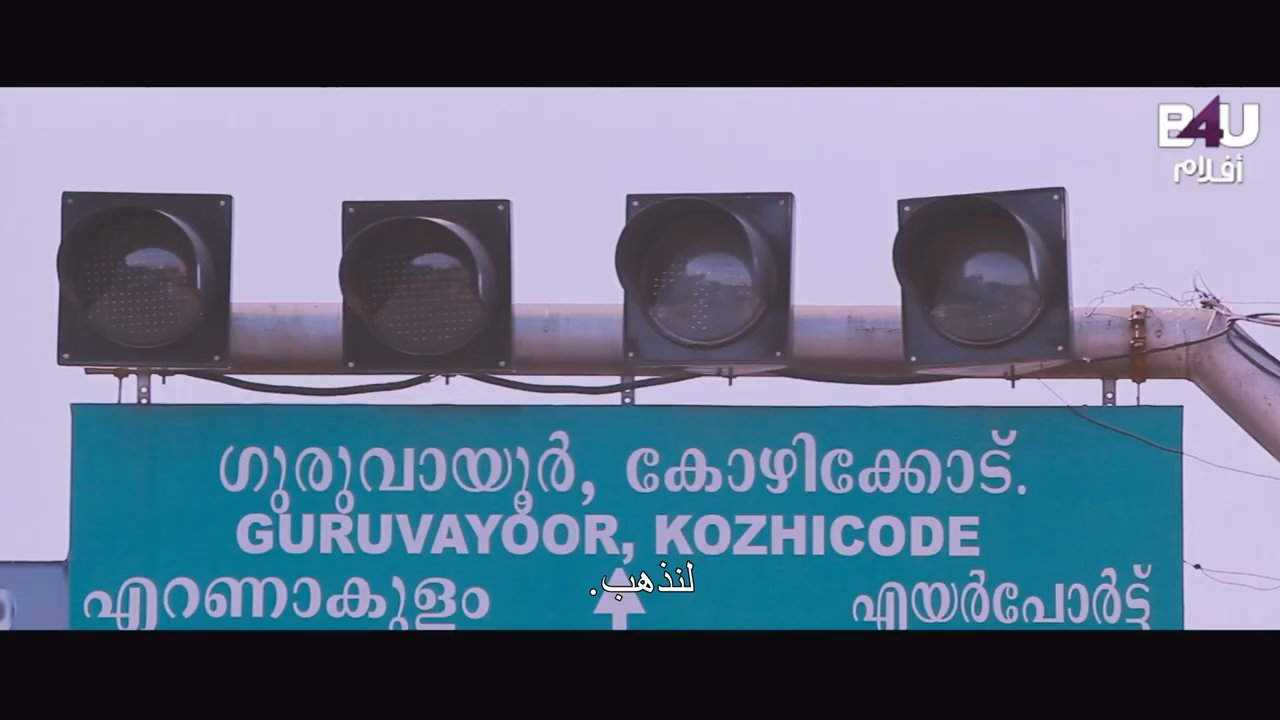 B4U
أفلام
ഗുരുവായൂർ, കോഴിക്കോട്.
GURUVAYOOR, KOZHICODE
لنذهب.
എറണാകുളം എയർപോർട്ട്